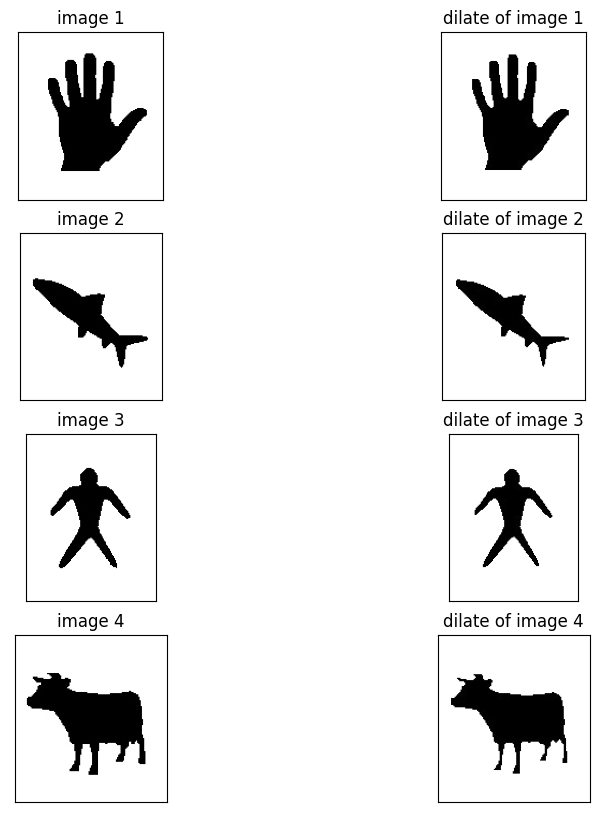 image 1
dilate of image 1
image 2
dilate of image 2
image 3
dilate of image 3
image 4
dilate of image 4